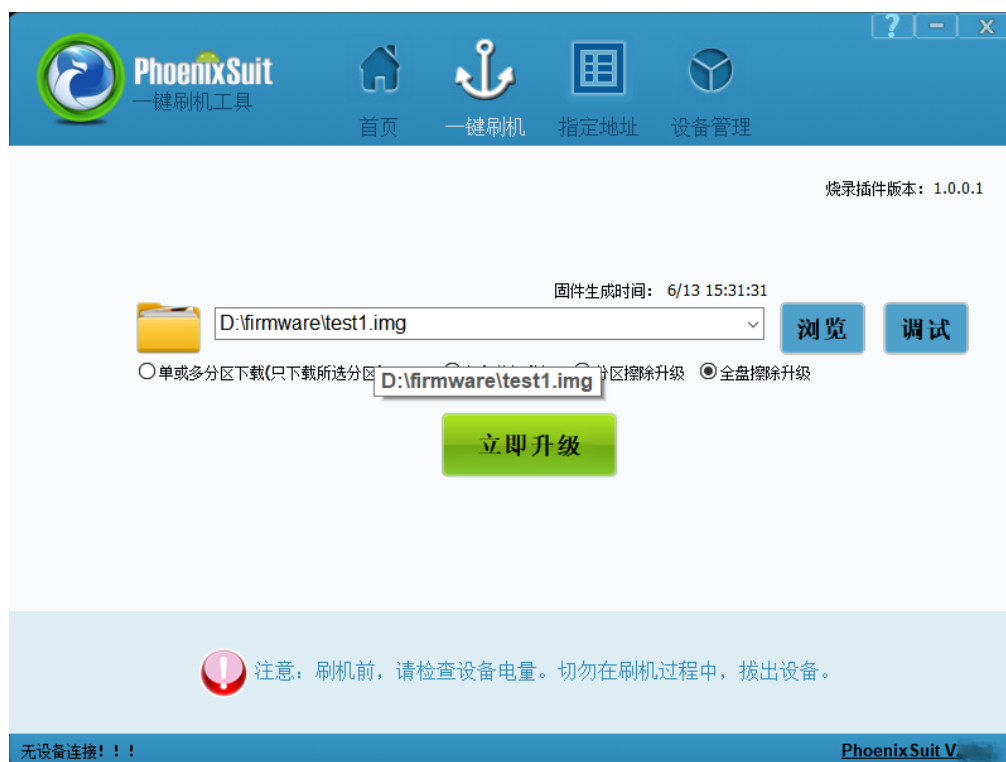 ? － X
PhoenixSuit
一键刷机工具
首页 一键刷机 指定地址 设备管理
烧录插件版本：1.0.0.1
固件生成时间： 6/13 15:31:31
D:\firmware\test1.img
浏览 调试
单或多分区下载(只下载所选分区 分区擦除升级 全盘擦除升级
D:\firmware\test1.img
立即升级
注意：刷机前，请检查设备电量。切勿在刷机过程中，拔出设备。
无设备连接！！！ PhoenixSuit V